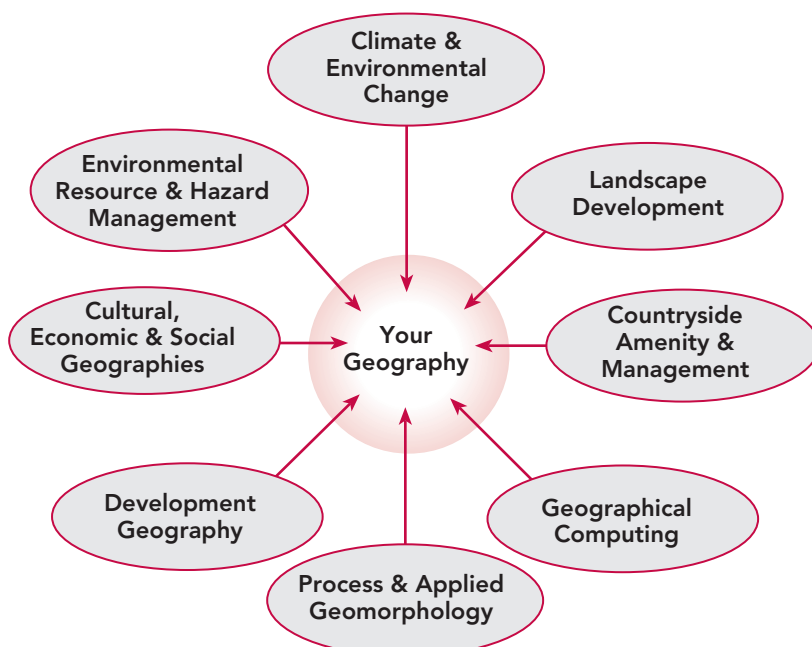 Climate &
Environmental
Change
Environmental
Resource & Hazard
Management
Landscape
Development
Cultural,
Economic & Social
Geographies
Your
Geography
Countryside
Amenity &
Management
Development
Geography
Geographical
Computing
Process & Applied
Geomorphology